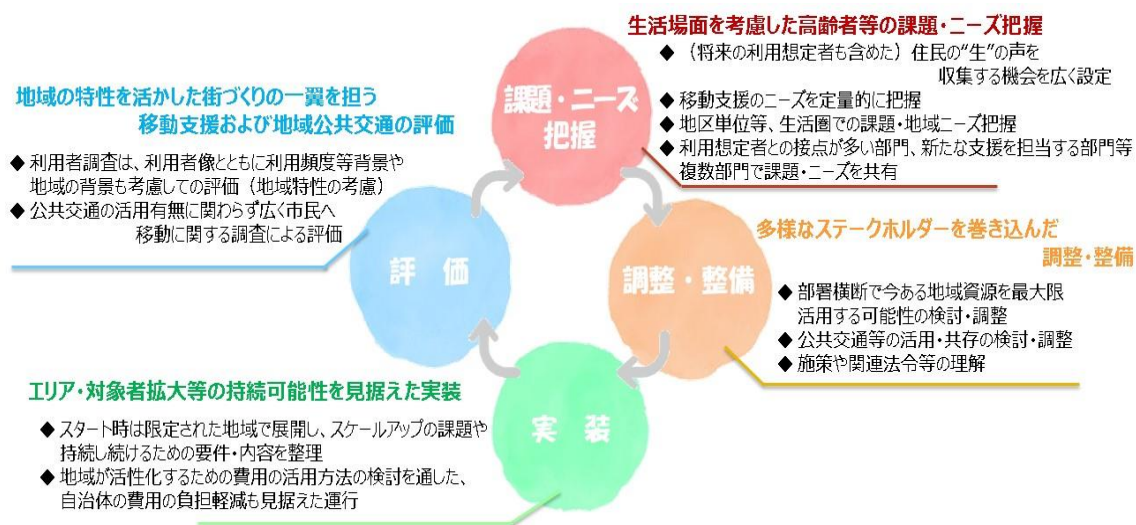 生活場面を考慮した高齢者等の課題・ニーズ把握
◆ （将来の利用想定者も含めた）住民の“生”の声を
収集する機会を広く設定
◆ 移動支援のニーズを定量的に把握
◆ 地区単位等、生活圏での課題・地域ニーズ把握
◆ 利用想定者との接点が多い部門、新たな支援を担当する部門等
複数部門で課題・ニーズを共有
課題・ニーズ
把握
多様なステークホルダーを巻き込んだ
調整・整備
◆ 部署横断で今ある地域資源を最大限
活用する可能性の検討・調整
◆ 公共交通等の活用・共存の検討・調整
◆ 施策や関連法令等の理解
調整・整備
エリア・対象者拡大等の持続可能性を見据えた実装
◆ スタート時は限定された地域で展開し、スケールアップの課題や
持続し続けるための要件・内容を整理
◆ 地域が活性化するための費用の活用方法の検討を通した、
自治体の費用の負担軽減も見据えた運行
実　装
地域の特性を活かした街づくりの一翼を担う
移動支援および地域公共交通の評価
◆ 利用者調査は、利用者像とともに利用頻度等背景や
地域の背景も考慮しての評価（地域特性の考慮）
◆ 公共交通の活用有無に関わらず広く市民へ
移動に関する調査による評価
評　価